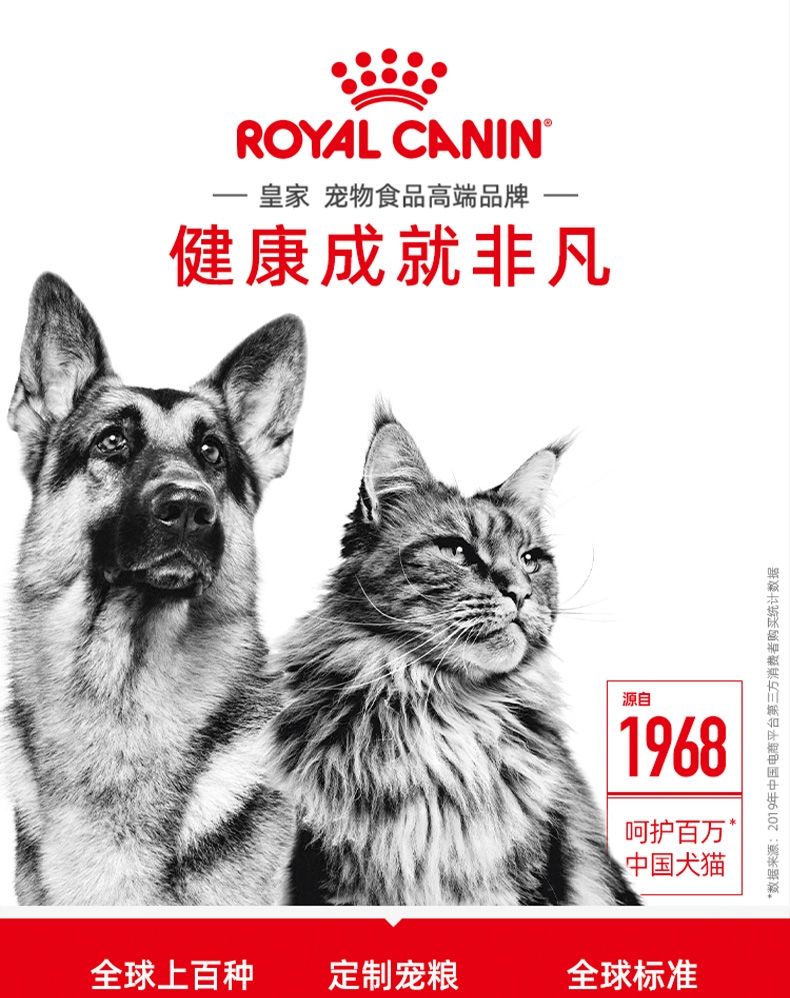 ROYAL CANIN®
— 皇家 宠物食品高端品牌 —
健康成就非凡
源自
1968
呵护百万*
中国犬猫
*数据来源：2019年中国电商平台第三方消费者购买统计数据
全球上百种 定制宠粮 全球标准